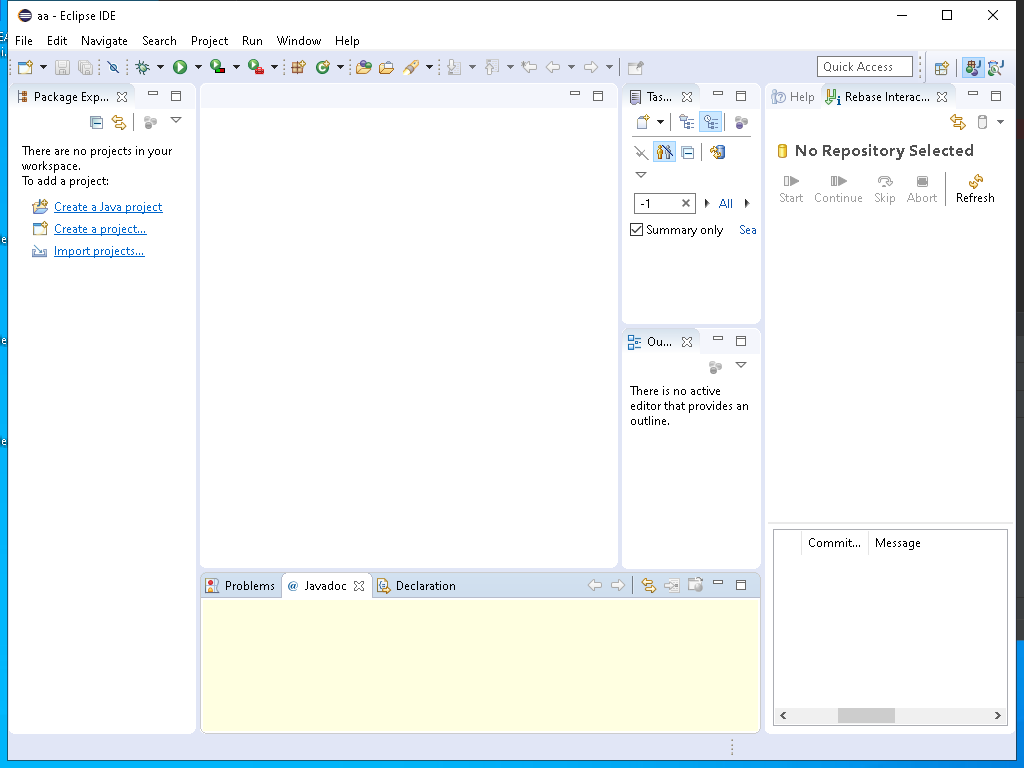 aa - Eclipse IDE
File Edit Navigate Search Project Run Window Help
Quick Access
Package Exp...
There are no projects in your
workspace.
To add a project:
Create a Java project
Create a project...
Import projects...
Tas...
-1
All
Summary only
Sea
Ou...
There is no active
editor that provides an
outline.
Help
Rebase Interac...
No Repository Selected
Start Continue Skip Abort Refresh
Commit... Message
Problems
@ Javadoc
Declaration